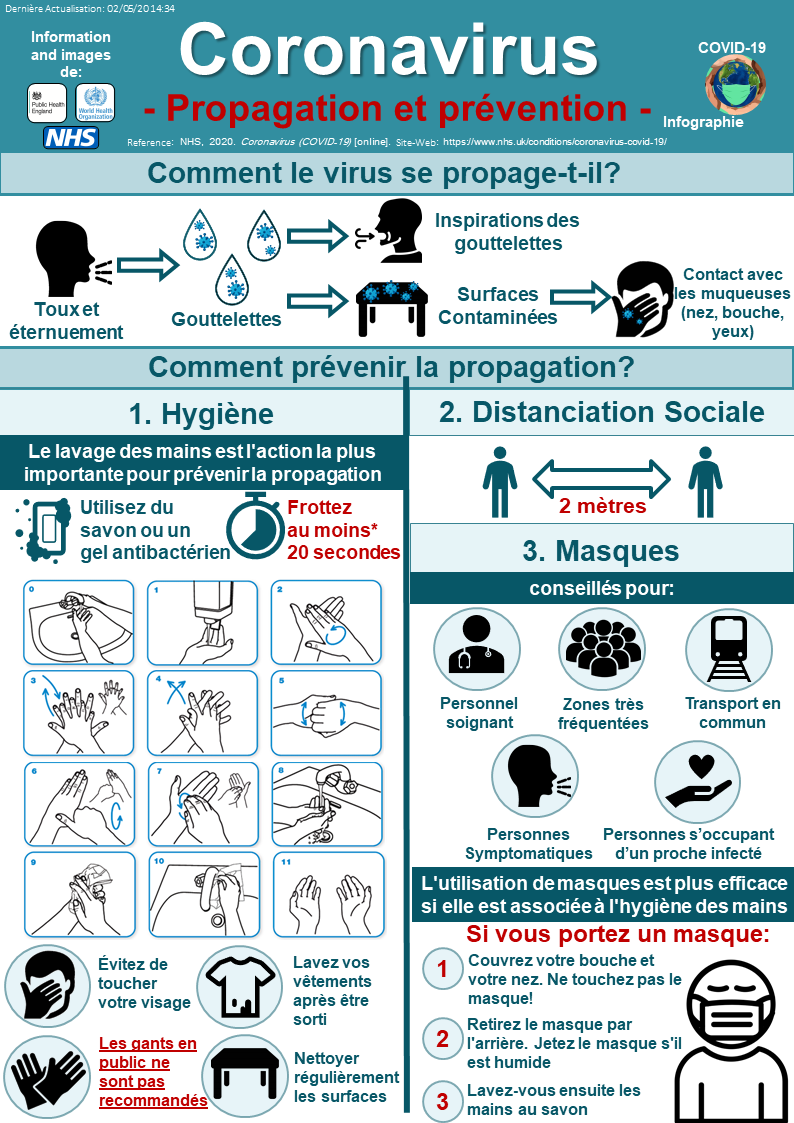 Dernière Actualisation: 02/05/20 14:34
Information
and images
de:
Public Health
England
World Health
Organization
NHS
Coronavirus
- Propagation et prévention -
COVID-19
Infographie
Reference: NHS, 2020. Coronavirus (COVID-19) [online]. Site-Web: https://www.nhs.uk/conditions/coronavirus-covid-19/
Comment le virus se propage-t-il?
Toux et
éternuement
Gouttelettes
Inspirations des
gouttelettes
Surfaces
Contaminées
Contact avec
les muqueuses
(nez, bouche,
yeux)
Comment prévenir la propagation?
1. Hygiène
Le lavage des mains est l'action la plus
importante pour prévenir la propagation
Utilisez du
savon ou un
gel antibactérien
Frottez
au moins*
20 secondes
0
1
2
3
4
5
6
7
8
9
10
11
Évitez de
toucher
votre visage
Lavez vos
vêtements
après être
sorti
Les gants en
public ne
sont pas
recommandés
Nettoyer
régulièrement
les surfaces
2. Distanciation Sociale
2 mètres
3. Masques
conseillés pour:
Personnel
soignant
Zones très
fréquentées
Transport en
commun
Personnes
Symptomatiques
Personnes s’occupant
d’un proche infecté
L'utilisation de masques est plus efficace
si elle est associée à l'hygiène des mains
Si vous portez un masque:
1
Couvrez votre bouche et
votre nez. Ne touchez pas le
masque!
2
Retirez le masque par
l'arrière. Jetez le masque s'il
est humide
3
Lavez-vous ensuite les
mains au savon